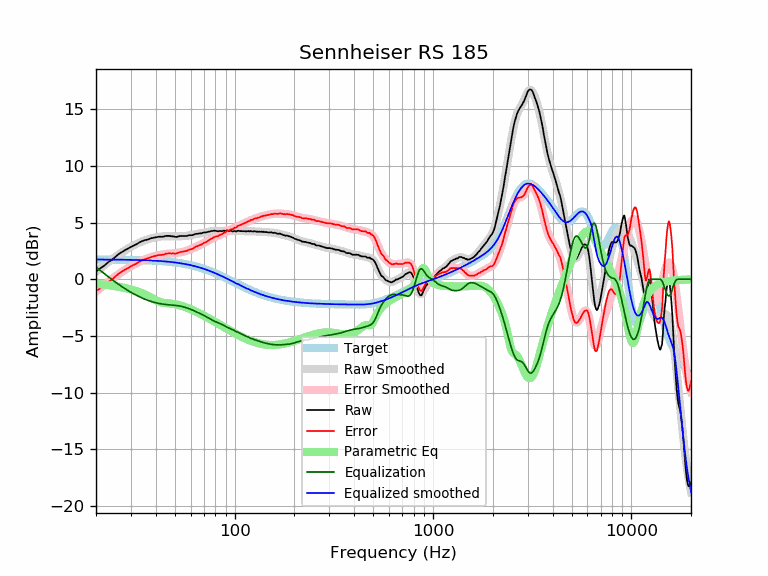 Sennheiser RS 185
Amplitude (dBr)
15
10
5
0
−5
−10
−15
−20
Target
Raw Smoothed
Error Smoothed
Raw
Error
Parametric Eq
Equalization
Equalized smoothed
100
1000
10000
Frequency (Hz)